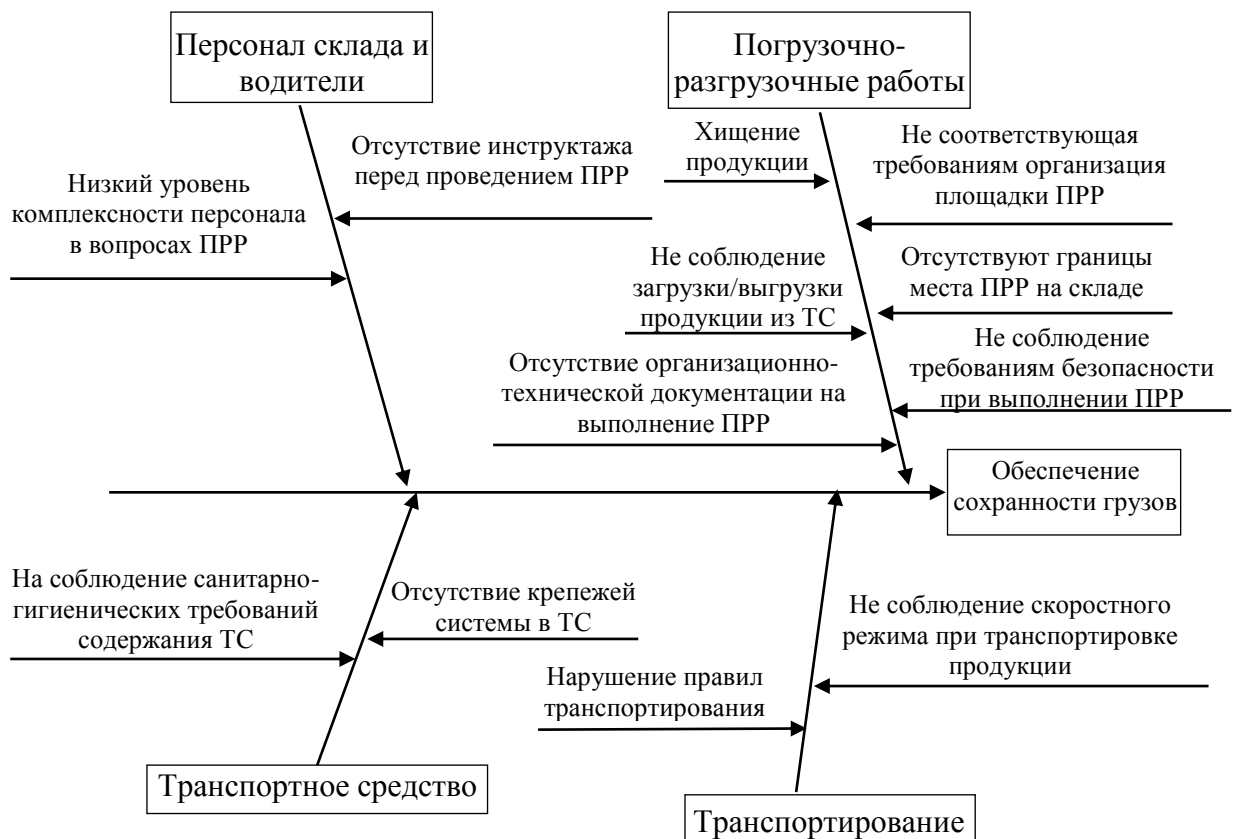 Персонал склада и
водители
Погрузочно-
разгрузочные работы
Отсутствие инструктажа
перед проведением ПРР
Хищение
продукции
Не соответствующая
требованиям организация
площадки ПРР
Низкий уровень
комплексности персонала
в вопросах ПРР
Не соблюдение
загрузки/выгрузки
продукции из ТС
Отсутствуют границы
места ПРР на складе
Не соблюдение
требованиям безопасности
при выполнении ПРР
Отсутствие организационно-
технической документации на
выполнение ПРР
Обеспечение
сохранности грузов
На соблюдение санитарно-
гигиенических требований
содержания ТС
Отсутствие крепежей
системы в ТС
Не соблюдение скоростного
режима при транспортировке
продукции
Нарушение правил
транспортирования
Транспортное средство
Транспортирование